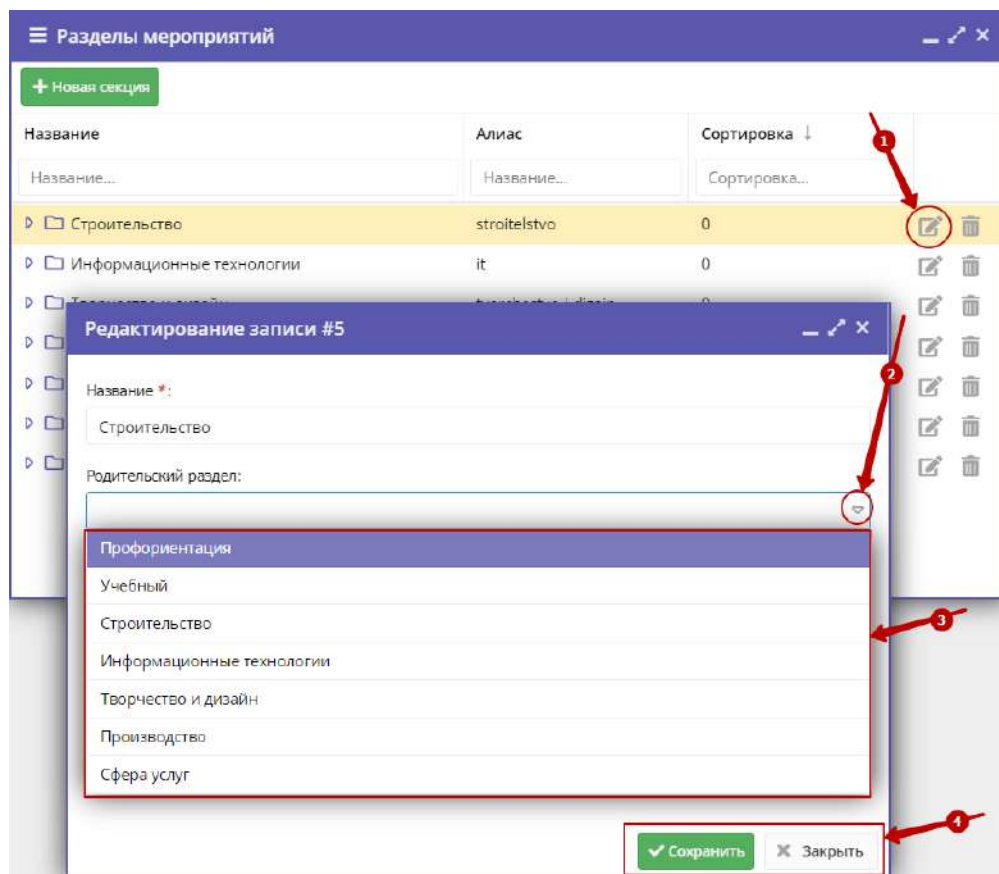 Разделы мероприятий
Новая секция
Название Алиас Сортировка
Название... Название... Сортировка...
1
Строительство stroitelstvo 0
Информационные технологии it 0
Творчество и дизайн
Редактирование записи #5
2
Название *:
Строительство
Родительский раздел:
Профориентация
Учебный
Строительство
3
Информационные технологии
Творчество и дизайн
Производство
Сфера услуг
4
Сохранить Закрыть